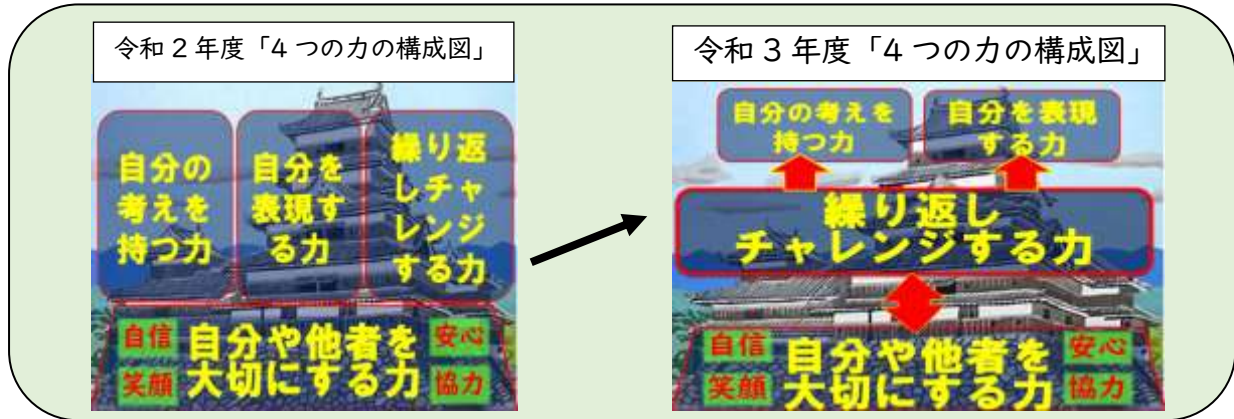 令和2年度「4つの力の構成図」
自分の
考えを
持つ力
自分を
表現す
る力
繰り返
しチャ
レンジ
する力
自信
笑顔
自分や他者を
大切にする力
安心
協力
令和3年度「4つの力の構成図」
自分の考えを
持つ力
自分を表現
する力
繰り返し
チャレンジする力
自信
笑顔
自分や他者を
大切にする力
安心
協力